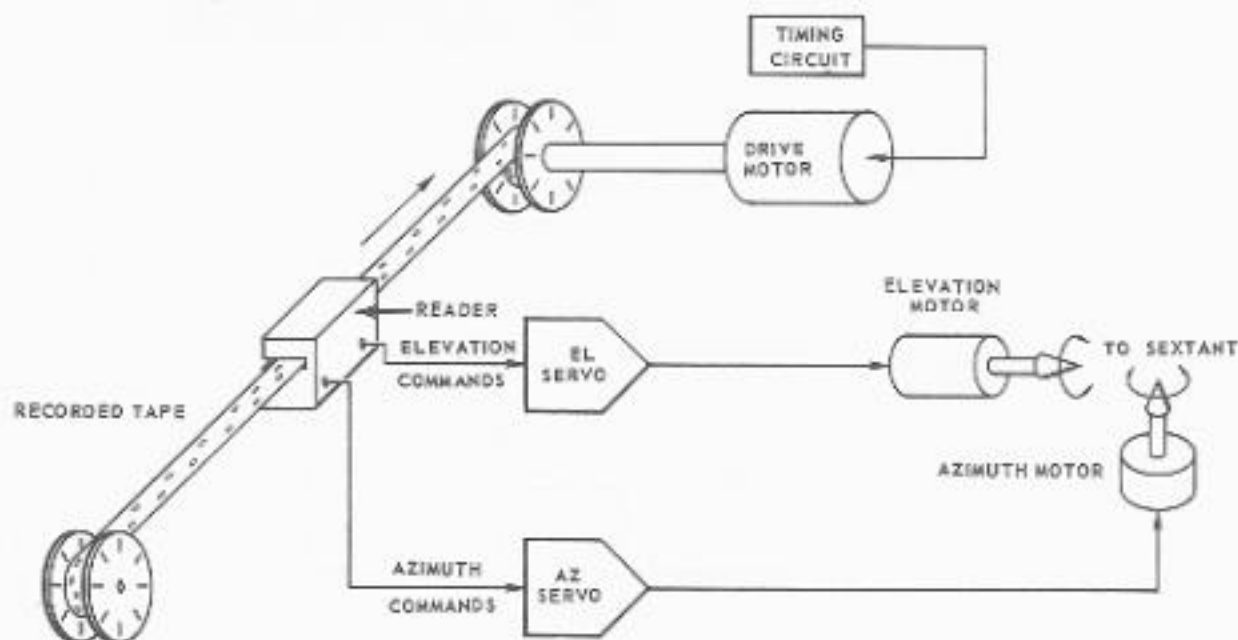 TIMING
CIRCUIT
DRIVE
MOTOR
READER
ELEVATION
MOTOR
ELEVATION
COMMANDS
EL
SERVO
TO SEXTANT
RECORDED TAPE
AZIMUTH MOTOR
AZIMUTH
COMMANDS
AZ
SERVO